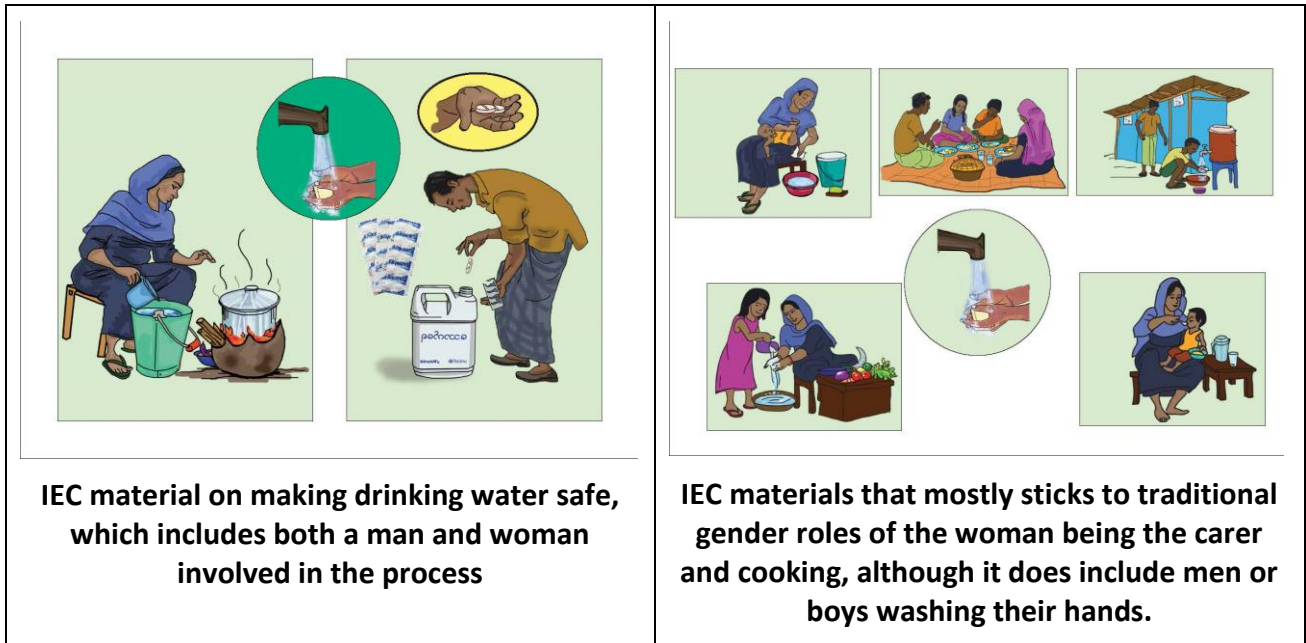 IEC material on making drinking water safe,
which includes both a man and woman
involved in the process
IEC materials that mostly sticks to traditional
gender roles of the woman being the carer
and cooking, although it does include men or
boys washing their hands.